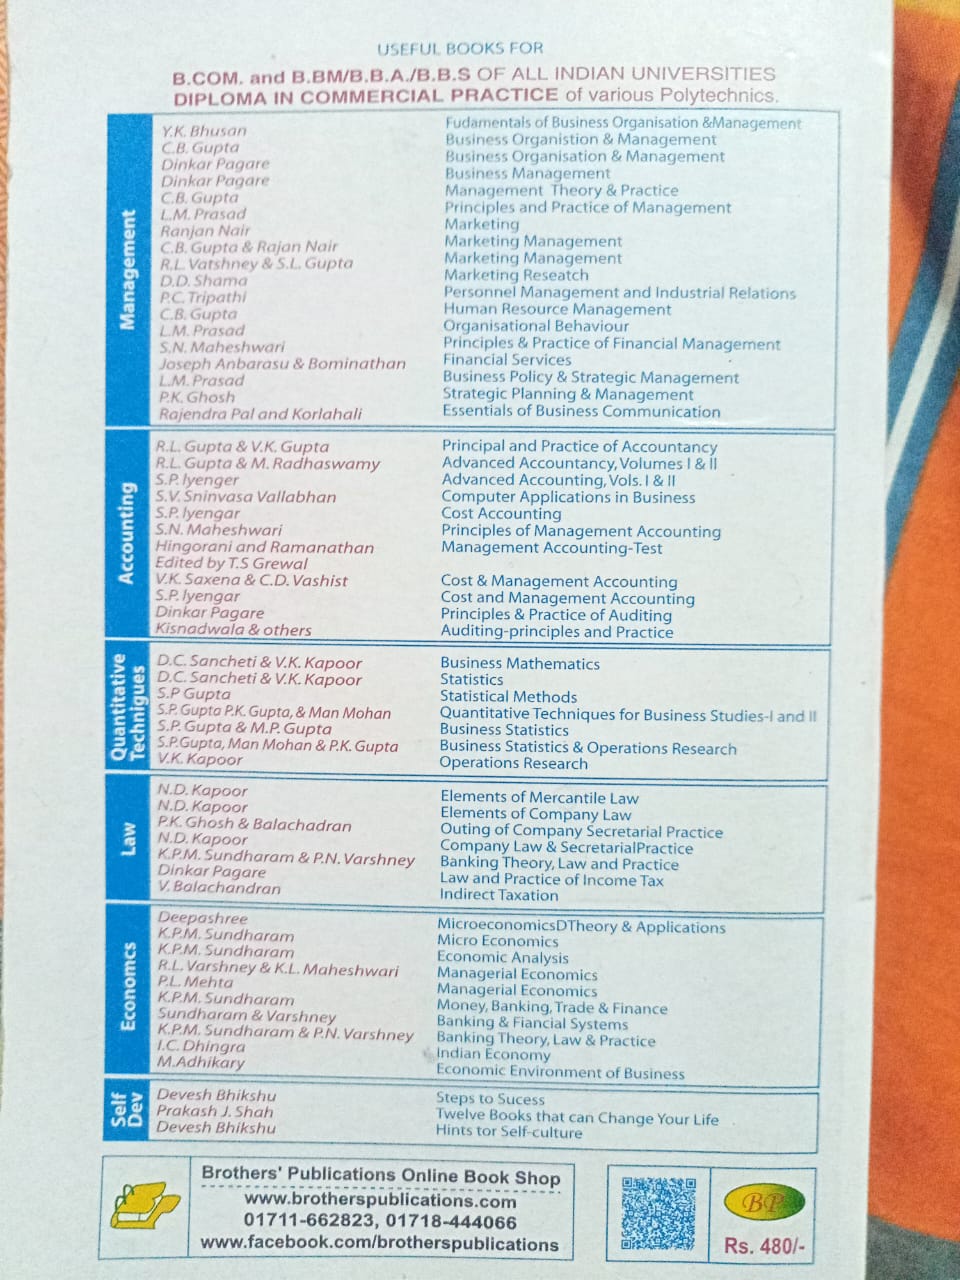 USEFUL BOOKS FOR
B.COM. and B.BM/B.B.A./B.B.S OF ALL INDIAN UNIVERSITIES
DIPLOMA IN COMMERCIAL PRACTICE of various Polytechnics.
Management
Y.K. Bhusan Fudamentals of Business Organisation &Management
C.B. Gupta Business Organistion & Management
Dinkar Pagare Business Organisation & Management
Dinkar Pagare Business Management
C.B. Gupta Management Theory & Practice
L.M. Prasad Principles and Practice of Management
Ranjan Nair Marketing
C.B. Gupta & Rajan Nair Marketing Management
R.L. Vatshney & S.L. Gupta Marketing Management
D.D. Shama Marketing Reseatch
P.C. Tripathi Personnel Management and Industrial Relations
C.B. Gupta Human Resource Management
L.M. Prasad Organisational Behaviour
S.N. Maheshwari Principles & Practice of Financial Management
Joseph Anbarasu & Bominathan Financial Services
L.M. Prasad Business Policy & Strategic Management
P.K. Ghosh Strategic Planning & Management
Rajendra Pal and Korlahali Essentials of Business Communication
Accounting
R.L. Gupta & V.K. Gupta Principal and Practice of Accountancy
R.L. Gupta & M. Radhaswamy Advanced Accountancy, Volumes I & II
S.P. Iyenger Advanced Accounting, Vols. I & II
S.V. Sninvasa Vallabhan Computer Applications in Business
S.P. Iyengar Cost Accounting
S.N. Maheshwari Principles of Management Accounting
Hingorani and Ramanathan Management Accounting-Test
Edited by T.S Grewal
V.K. Saxena & C.D. Vashist Cost & Management Accounting
S.P. Iyengar Cost and Management Accounting
Dinkar Pagare Principles & Practice of Auditing
Kisnadwala & others Auditing-principles and Practice
Quantitative
Technigues
D.C. Sancheti & V.K. Kapoor Business Mathematics
D.C. Sancheti & V.K. Kapoor Statistics
S.P Gupta Statistical Methods
S.P. Gupta P.K. Gupta, & Man Mohan Quantitative Techniques for Business Studies-I and II
S.P. Gupta & M.P. Gupta Business Statistics
S.P.Gupta, Man Mohan & P.K. Gupta Business Statistics & Operations Research
V.K. Kapoor Operations Research
Law
N.D. Kapoor Elements of Mercantile Law
N.D. Kapoor Elements of Company Law
P.K. Ghosh & Balachadran Outing of Company Secretarial Practice
N.D. Kapoor Company Law & SecretarialPractice
K.P.M. Sundharam & P.N. Varshney Banking Theory, Law and Practice
Dinkar Pagare Law and Practice of Income Tax
V. Balachandran Indirect Taxation
Economcs
Deepashree MicroeconomicsDTheory & Applications
K.P.M. Sundharam Micro Economics
K.P.M. Sundharam Economic Analysis
R.L. Varshney & K.L. Maheshwari Managerial Economics
P.L. Mehta Managerial Economics
K.P.M. Sundharam Money, Banking, Trade & Finance
Sundharam & Varshney Banking & Fiancial Systems
K.P.M. Sundharam & P.N. Varshney Banking Theory, Law & Practice
I.C. Dhingra Indian Economy
M.Adhikary Economic Environment of Business
Self
Dev
Devesh Bhikshu Steps to Sucess
Prakash J. Shah Twelve Books that can Change Your Life
Devesh Bhikshu Hints tor Self-culture
Brothers' Publications Online Book Shop
www.brotherspublications.com
01711-662823, 01718-444066
www.facebook.com/brotherspublications
BP
Rs. 480/-